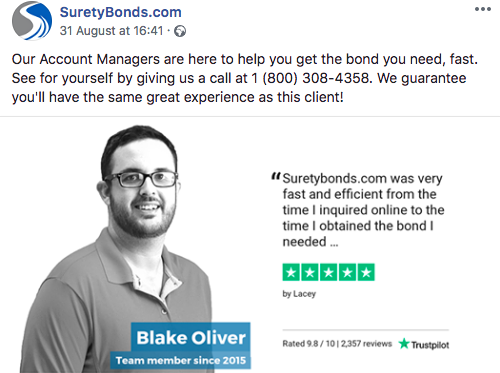 SuretyBonds.com
31 August at 16:41 ·
Our Account Managers are here to help you get the bond you need, fast.
See for yourself by giving us a call at 1 (800) 308-4358. We guarantee
you'll have the same great experience as this client!
"Suretybonds.com was very
fast and efficient from the
time I inquired online to the
time I obtained the bond I
needed ...
by Lacey
Blake Oliver
Team member since 2015
Rated 9.8 / 10 | 2,357 reviews Trustpilot